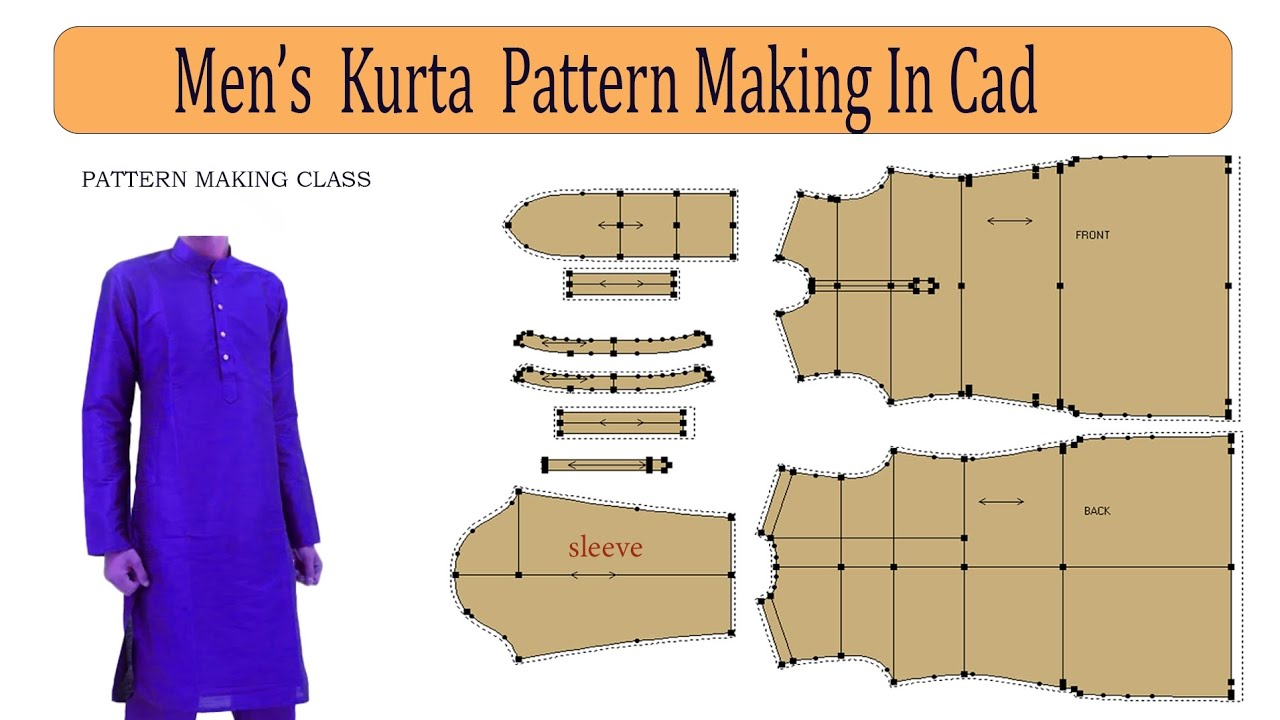 Men's Kurta Pattern Making In Cad
PATTERN MAKING CLASS
FRONT
BACK
sleeve